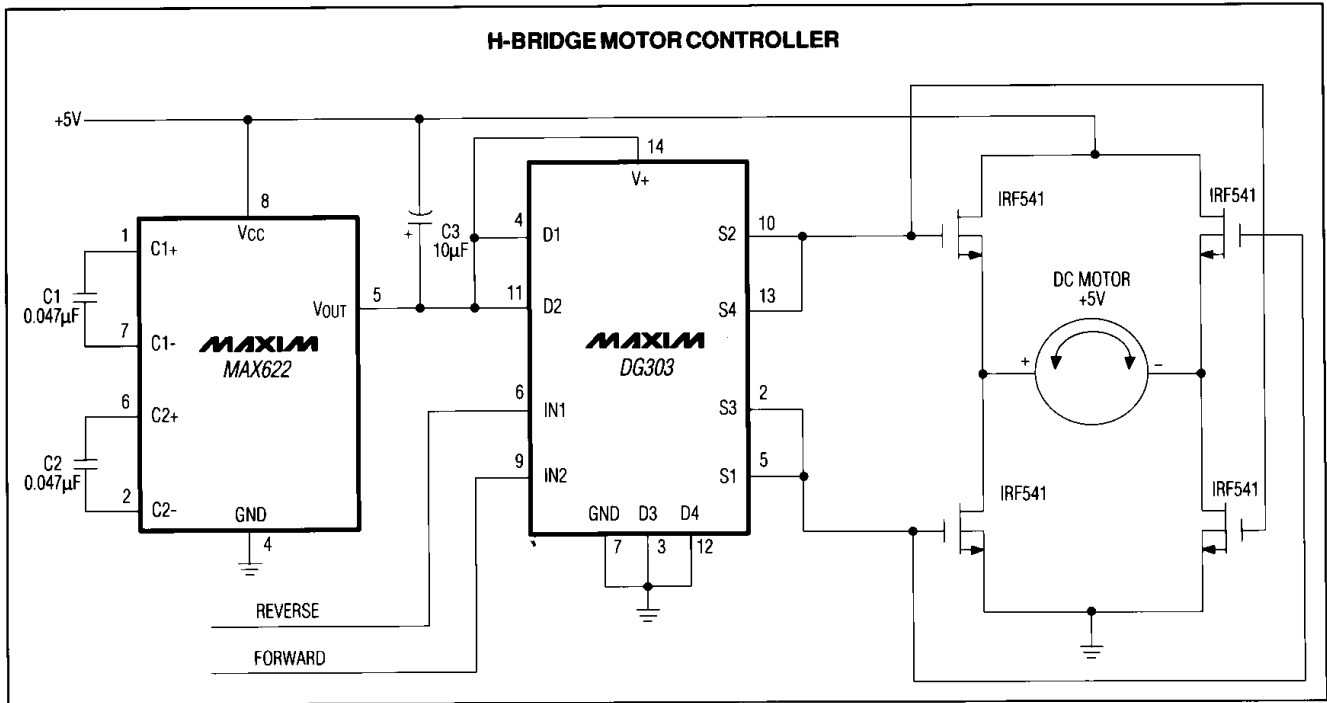 H-BRIDGE MOTOR CONTROLLER
+5V
8
VCC
1
C1+
C1
0.047µF
7
C1-
6
C2+
C2
0.047µF
2
C2-
MAXIM
MAX622
VOUT
5
GND
4
C3
10µF
+
14
V+
4
D1
11
D2
6
IN1
9
IN2
MAXIM
DG303
S2
10
S4
13
S3
2
S1
5
GND D3 D4
7 3 12
REVERSE
FORWARD
IRF541
IRF541
DC MOTOR
+5V
+
−
IRF541
IRF541